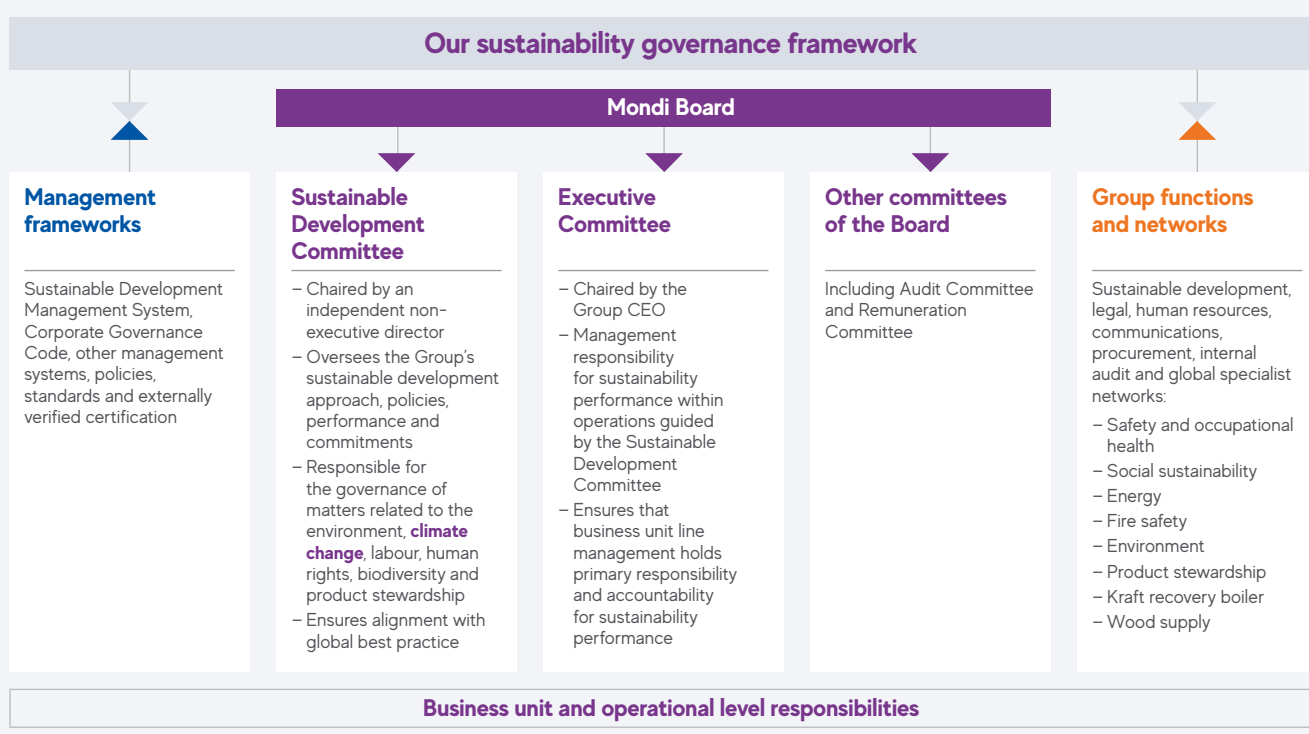 Our sustainability governance framework
Mondi Board
Management
frameworks
Sustainable Development
Management System,
Corporate Governance
Code, other management
systems, policies,
standards and externally
verified certification
Sustainable
Development
Committee
– Chaired by an
independent non-
executive director
– Oversees the Group’s
sustainable development
approach, policies,
performance and
commitments
– Responsible for
the governance of
matters related to the
environment, climate
change, labour, human
rights, biodiversity and
product stewardship
– Ensures alignment with
global best practice
Executive
Committee
– Chaired by the
Group CEO
– Management
responsibility
for sustainability
performance within
operations guided
by the Sustainable
Development
Committee
– Ensures that
business unit line
management holds
primary responsibility
and accountability
for sustainability
performance
Other committees
of the Board
Including Audit Committee
and Remuneration
Committee
Group functions
and networks
Sustainable development,
legal, human resources,
communications,
procurement, internal
audit and global specialist
networks:
– Safety and occupational
health
– Social sustainability
– Energy
– Fire safety
– Environment
– Product stewardship
– Kraft recovery boiler
– Wood supply
Business unit and operational level responsibilities